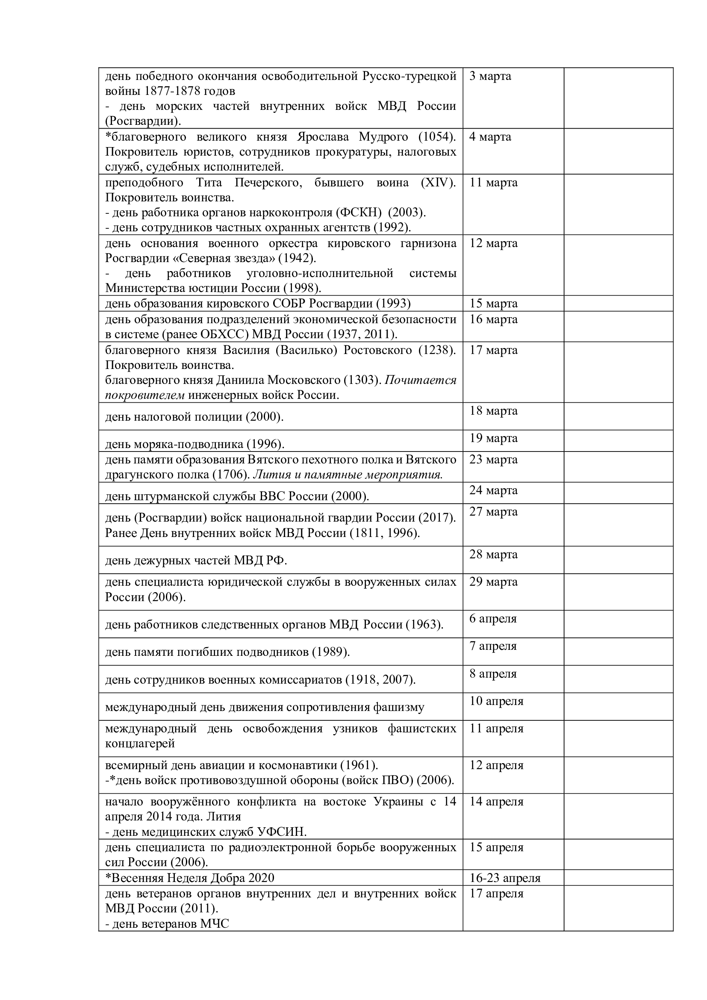 день победного окончания освободительной Русско-турецкой 3 марта
войны 1877-1878 годов
- день морских частей внутренних войск МВД России
(Росгвардии).
*благоверного великого князя Ярослава Мудрого (1054). 4 марта
Покровитель юристов, сотрудников прокуратуры, налоговых
служб, судебных исполнителей.
преподобного Тита Печерского, бывшего воина (XIV). 11 марта
Покровитель воинства.
- день работника органов наркоконтроля (ФСКН) (2003).
- день сотрудников частных охранных агентств (1992).
день основания военного оркестра кировского гарнизона 12 марта
Росгвардии «Северная звезда» (1942).
- день работников уголовно-исполнительной системы
Министерства юстиции России (1998).
день образования кировского СОБР Росгвардии (1993) 15 марта
день образования подразделений экономической безопасности 16 марта
в системе (ранее ОБХСС) МВД России (1937, 2011).
благоверного князя Василия (Василько) Ростовского (1238). 17 марта
Покровитель воинства.
благоверного князя Даниила Московского (1303). Почитается
покровителем инженерных войск России.
день налоговой полиции (2000). 18 марта
день моряка-подводника (1996). 19 марта
день памяти образования Вятского пехотного полка и Вятского 23 марта
драгунского полка (1706). Лития и памятные мероприятия.
день штурманской службы ВВС России (2000). 24 марта
день (Росгвардии) войск национальной гвардии России (2017). 27 марта
Ранее День внутренних войск МВД России (1811, 1996).
день дежурных частей МВД РФ. 28 марта
день специалиста юридической службы в вооруженных силах 29 марта
России (2006).
день работников следственных органов МВД России (1963). 6 апреля
день памяти погибших подводников (1989). 7 апреля
день сотрудников военных комиссариатов (1918, 2007). 8 апреля
международный день движения сопротивления фашизму 10 апреля
международный день освобождения узников фашистских 11 апреля
концлагерей
всемирный день авиации и космонавтики (1961). 12 апреля
-*день войск противовоздушной обороны (войск ПВО) (2006).
начало вооружённого конфликта на востоке Украины с 14 14 апреля
апреля 2014 года. Лития
- день медицинских служб УФСИН.
день специалиста по радиоэлектронной борьбе вооруженных 15 апреля
сил России (2006).
*Весенняя Неделя Добра 2020 16-23 апреля
день ветеранов органов внутренних дел и внутренних войск 17 апреля
МВД России (2011).
- день ветеранов МЧС